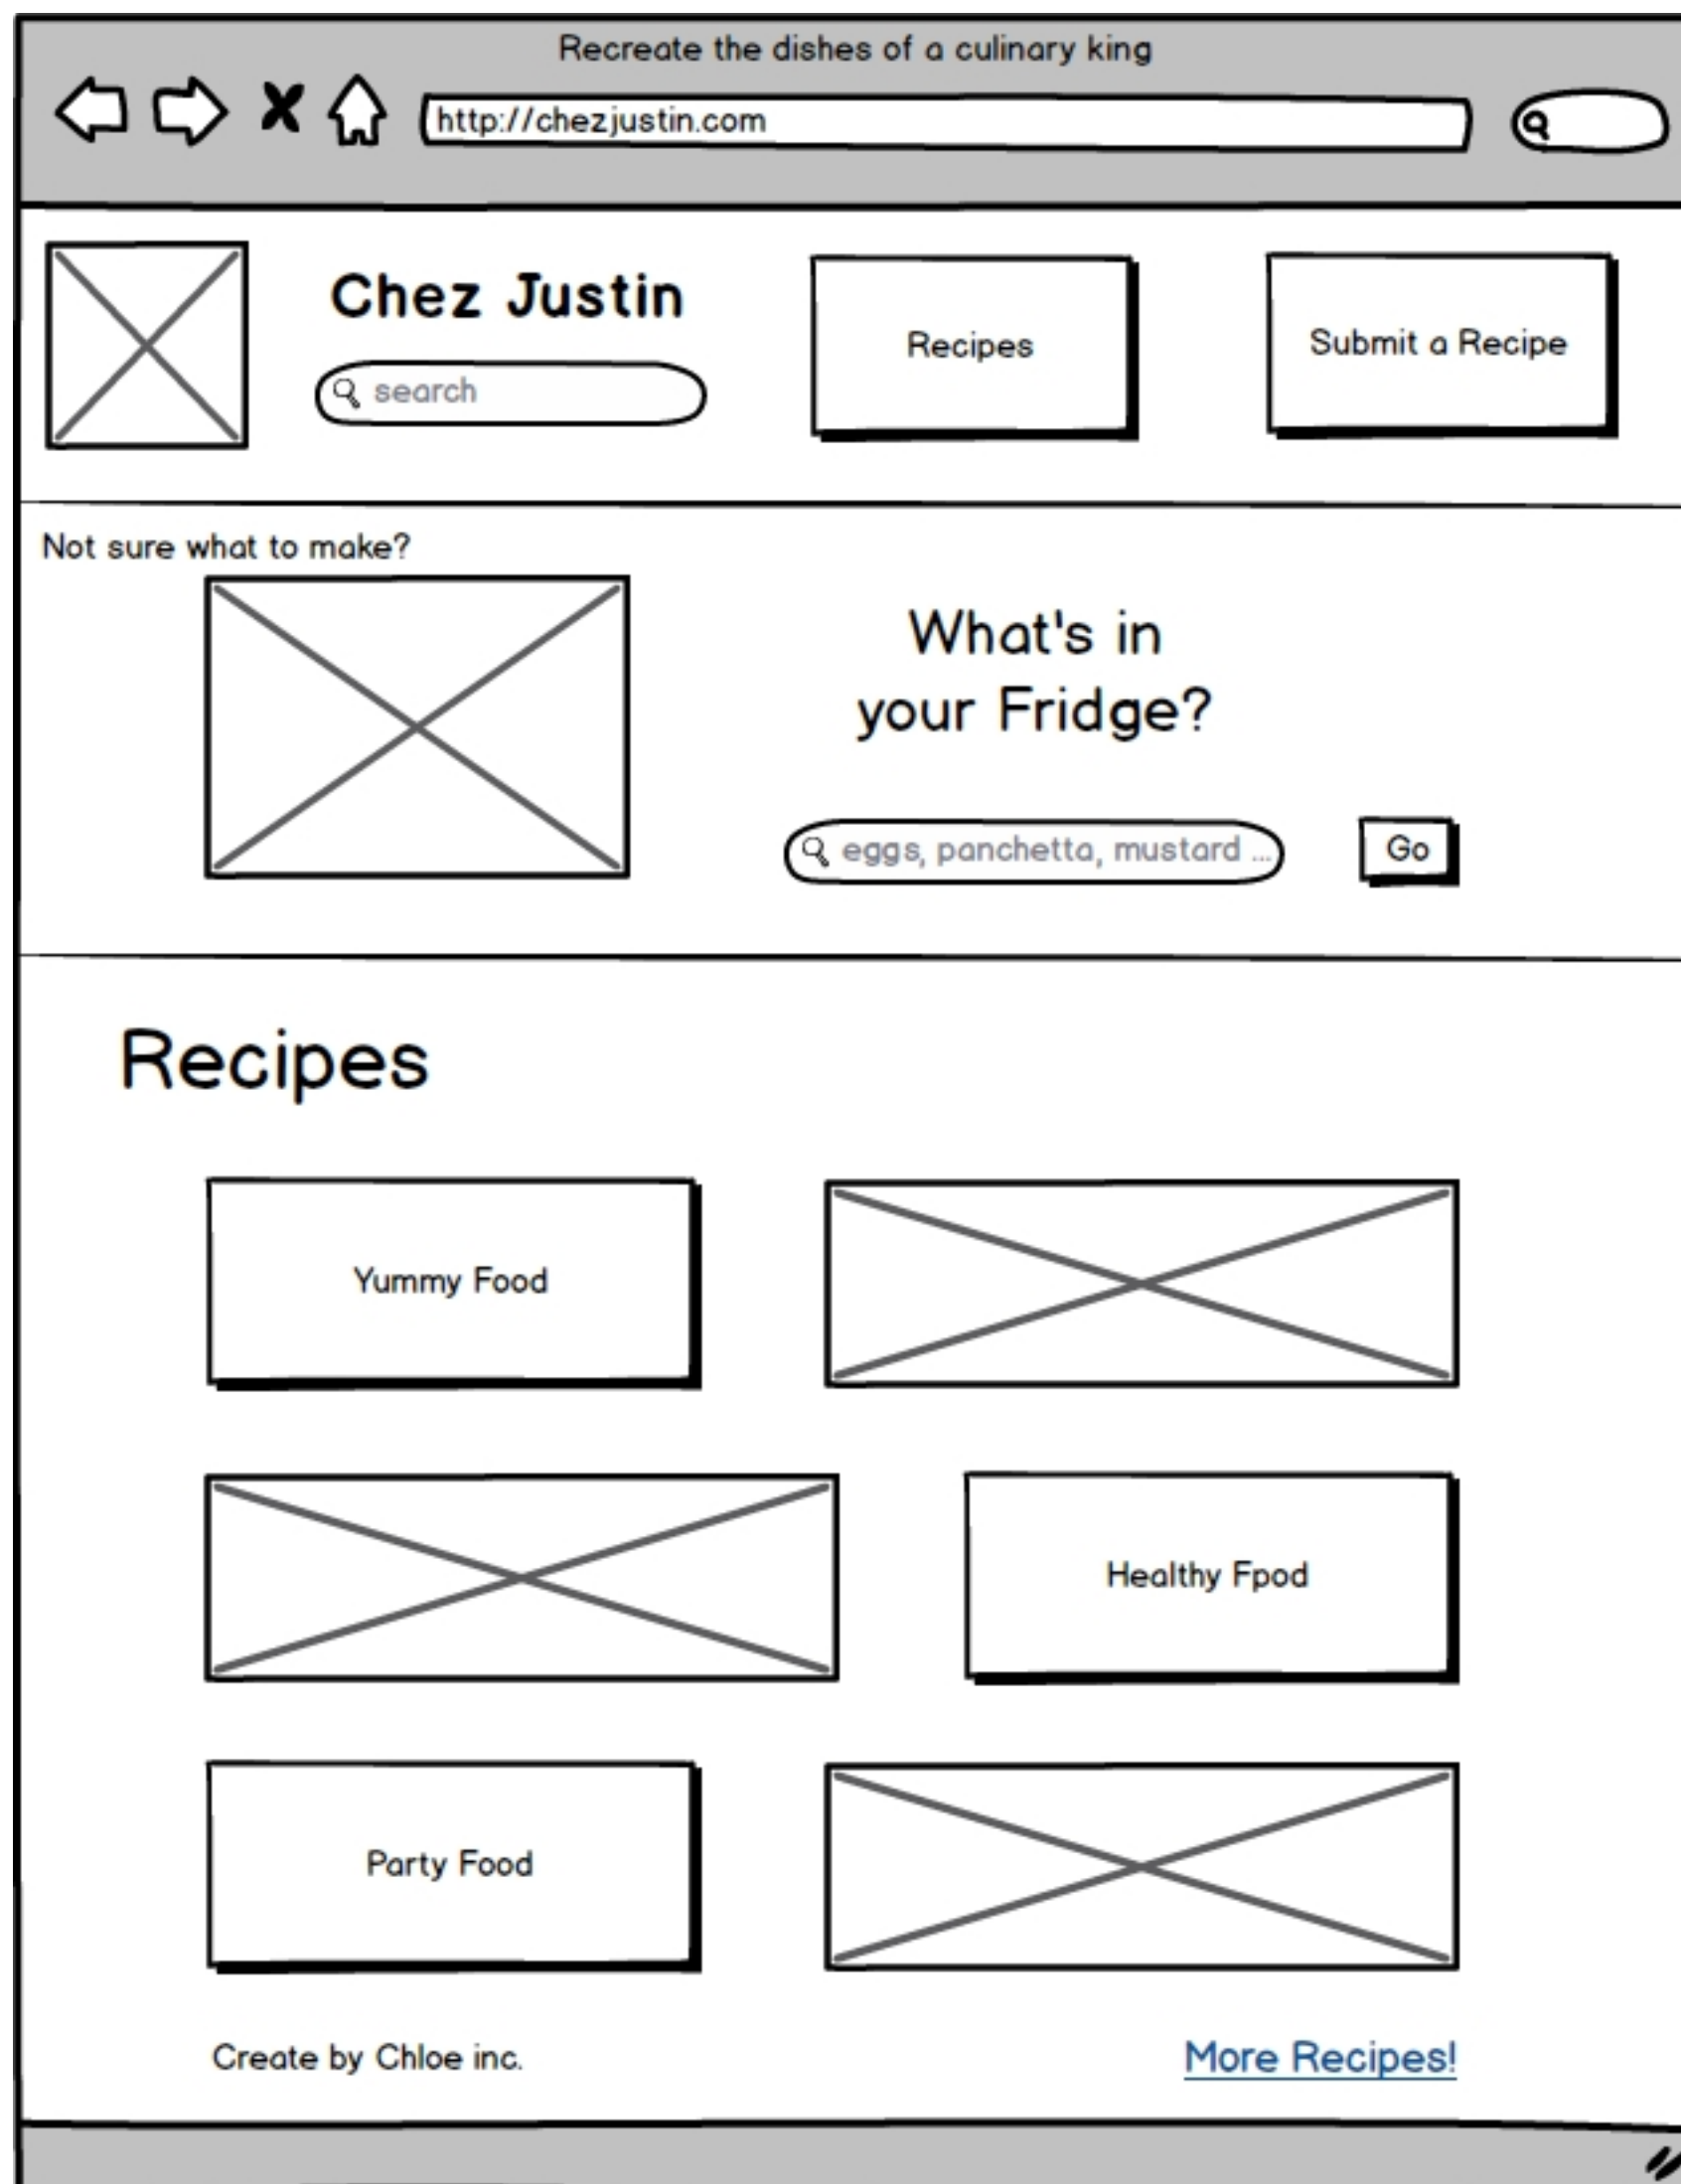 Recreate the dishes of a culinary king
http://chezjustin.com
Chez Justin
search
Recipes
Submit a Recipe
Not sure what to make?
What's in
your Fridge?
eggs, panchetta, mustard ...
Go
Recipes
Yummy Food
Healthy Fpod
Party Food
Create by Chloe inc.
More Recipes!